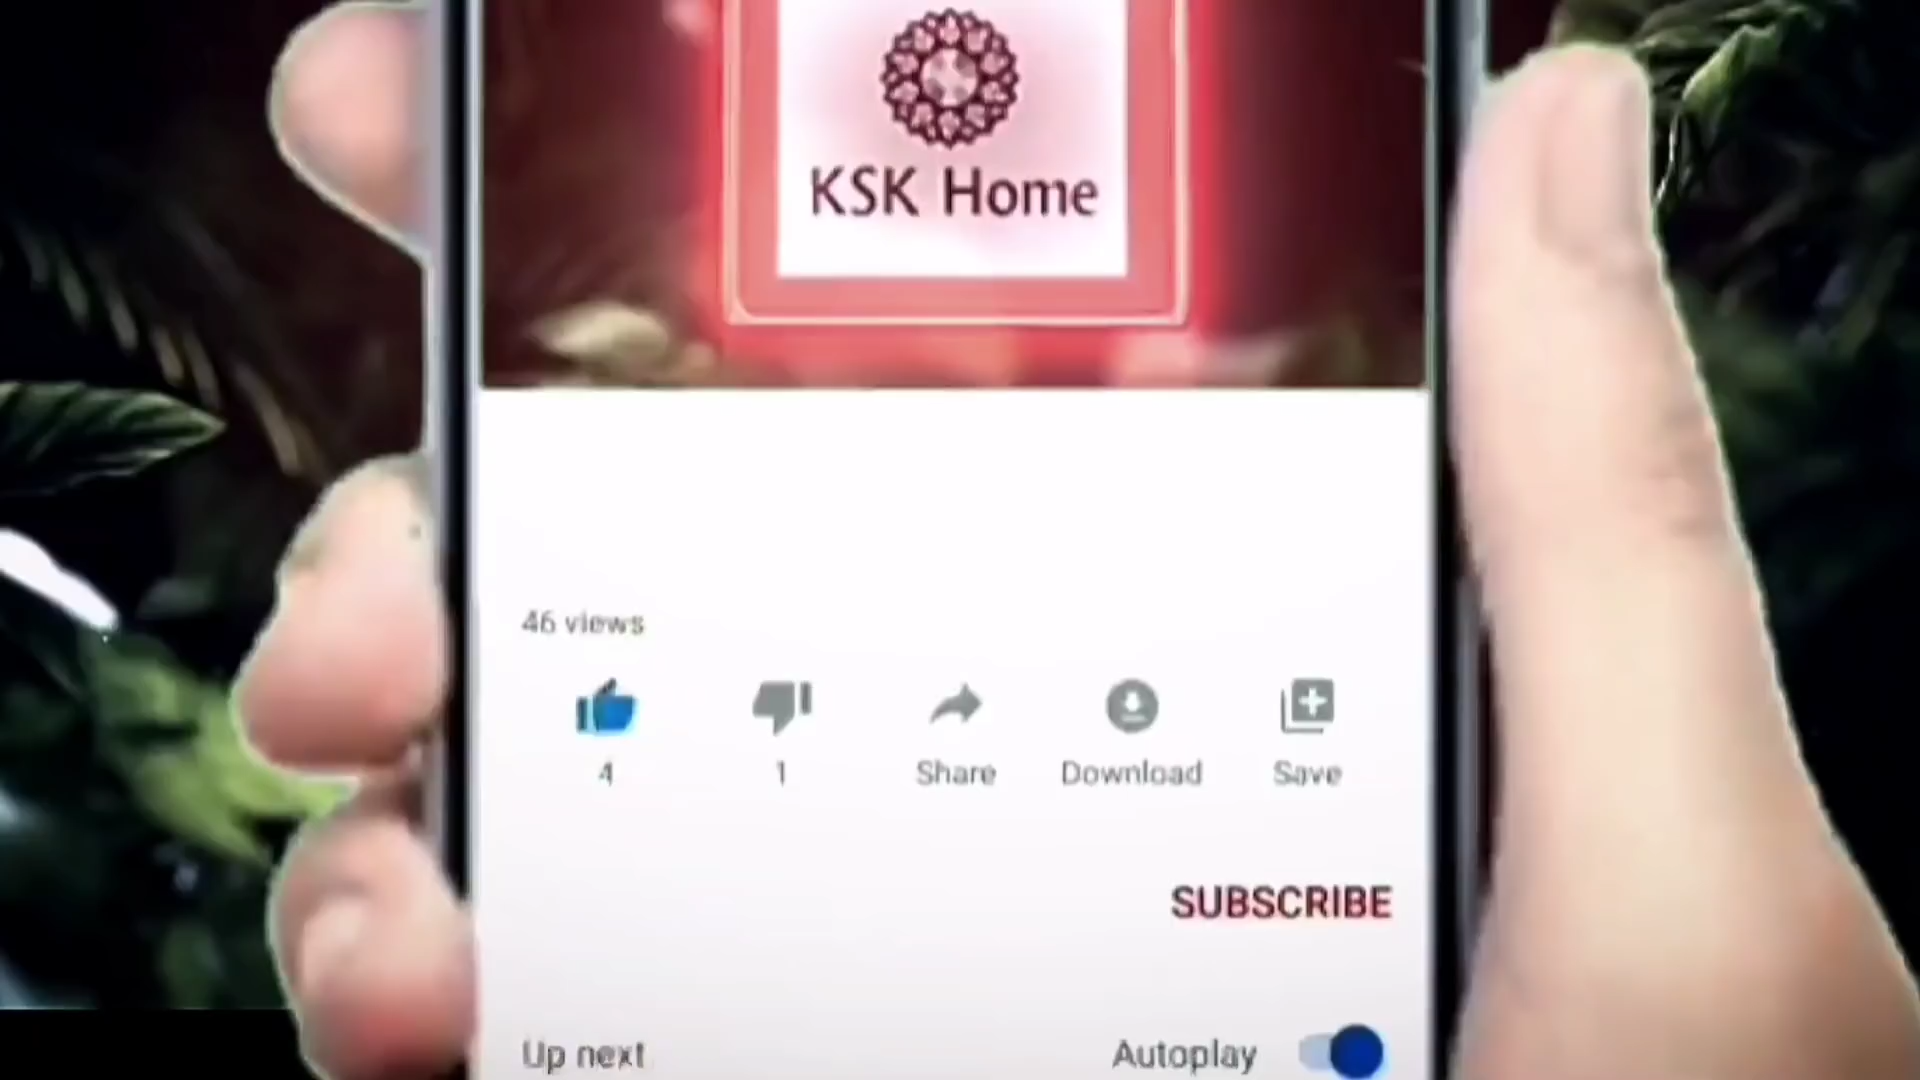 KSK Home
46 views
4
1
Share
Download
Save
SUBSCRIBE
Up next
Autoplay